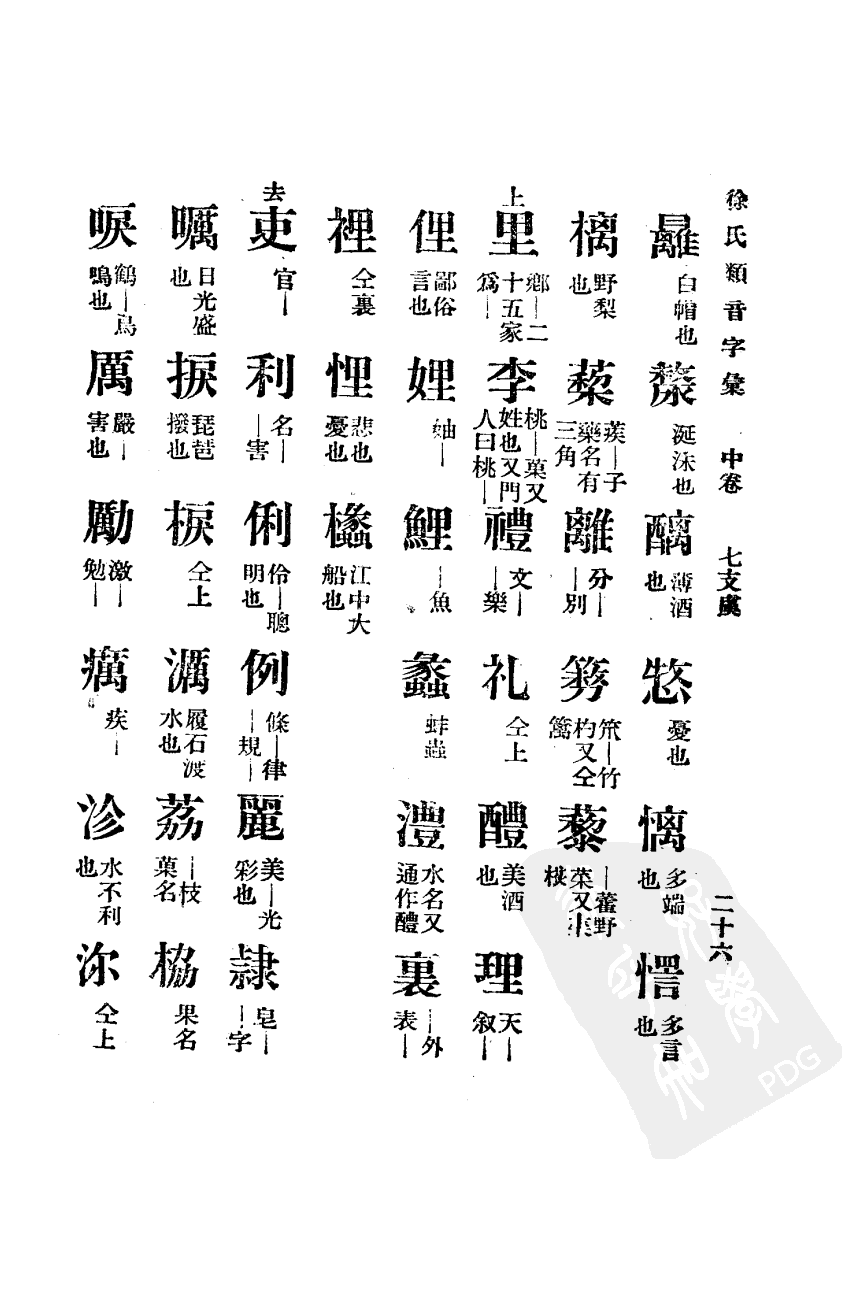 徐氏類音字彙 中卷 七支虞 二十六
白帽也 漦涎沫也 醨薄酒也 憗憂也 㒧多端也 多言也
樆野梨也 蔾蒺｜子藥名有三角 離分｜｜別 竻笊｜竹杓又仝篱 藜｜藿野菜又
上 里鄉｜二十五家爲｜ 李桃｜菓又姓也又門人曰桃｜ 禮文｜｜樂 礼仝上 醴美酒也 理天｜叙｜
俚鄙俗言也 娌妯｜ 鯉｜魚 蠡蚌蟲 澧水名又通作醴 裏｜外表｜
裡仝裏 悝悲也憂也 欚江中大船也
去 吏官｜ 利名｜｜害 俐伶｜聰明也 例條｜律｜規｜ 麗美｜光彩也 隷皂｜｜字
曞日光盛也 捩琵琶撥也 棙仝上 濿履石渡水也 荔｜枝菓名 栛果名
唳鶴｜鳥鳴也 厲嚴｜害也 勵激｜勉｜ 癘疾｜ 沴水不利也 沵仝上